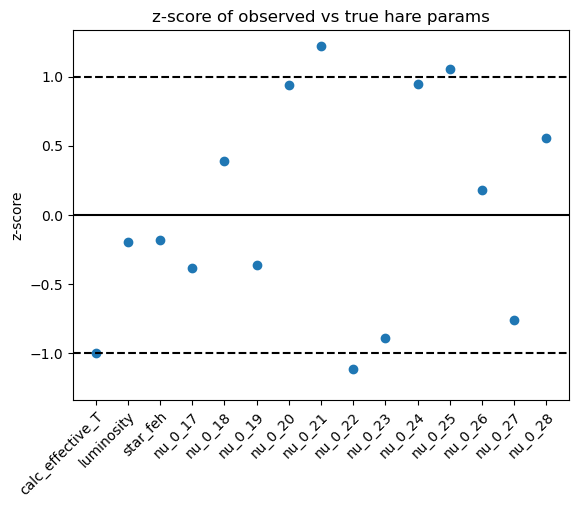 z-score of observed vs true hare params
z-score
1.0
0.5
0.0
−0.5
−1.0
calc_effective_T
luminosity
star_feh
nu_0_17
nu_0_18
nu_0_19
nu_0_20
nu_0_21
nu_0_22
nu_0_23
nu_0_24
nu_0_25
nu_0_26
nu_0_27
nu_0_28